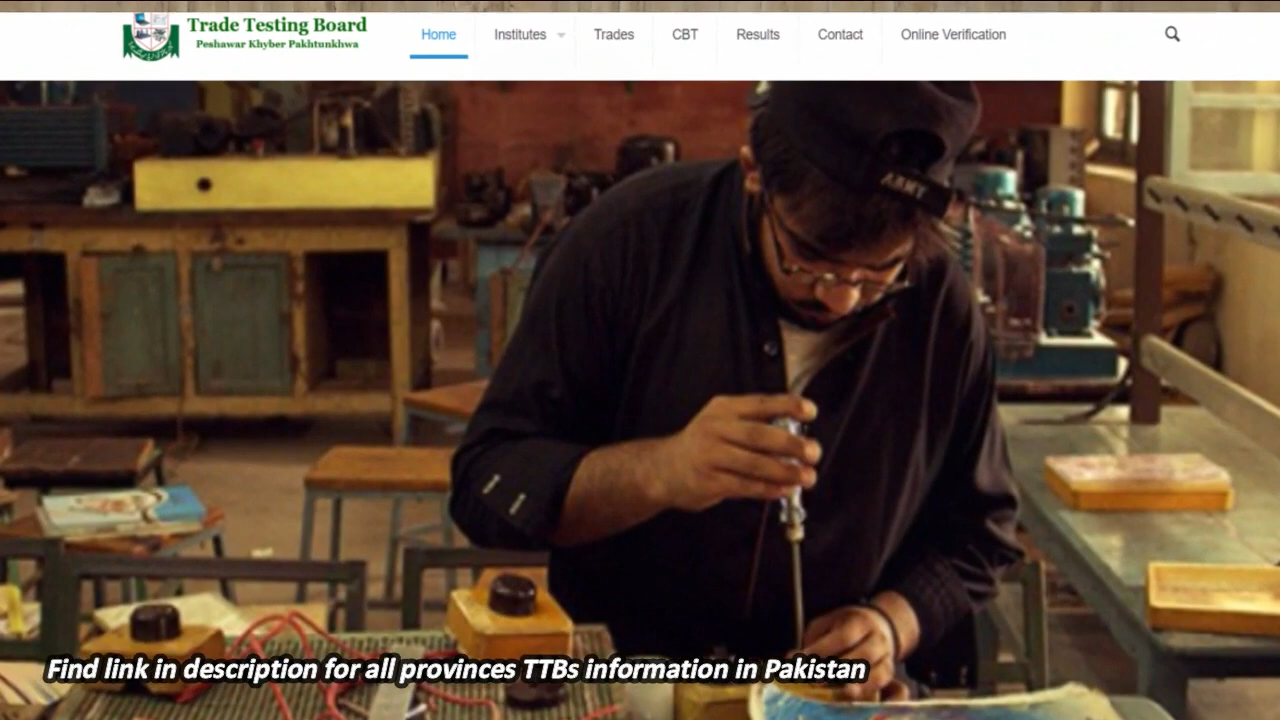 Trade Testing Board
Peshawar Khyber Pakhtunkhwa
Home
Institutes
Trades
CBT
Results
Contact
Online Verification
ARMY
Find link in description for all provinces TTBs information in Pakistan